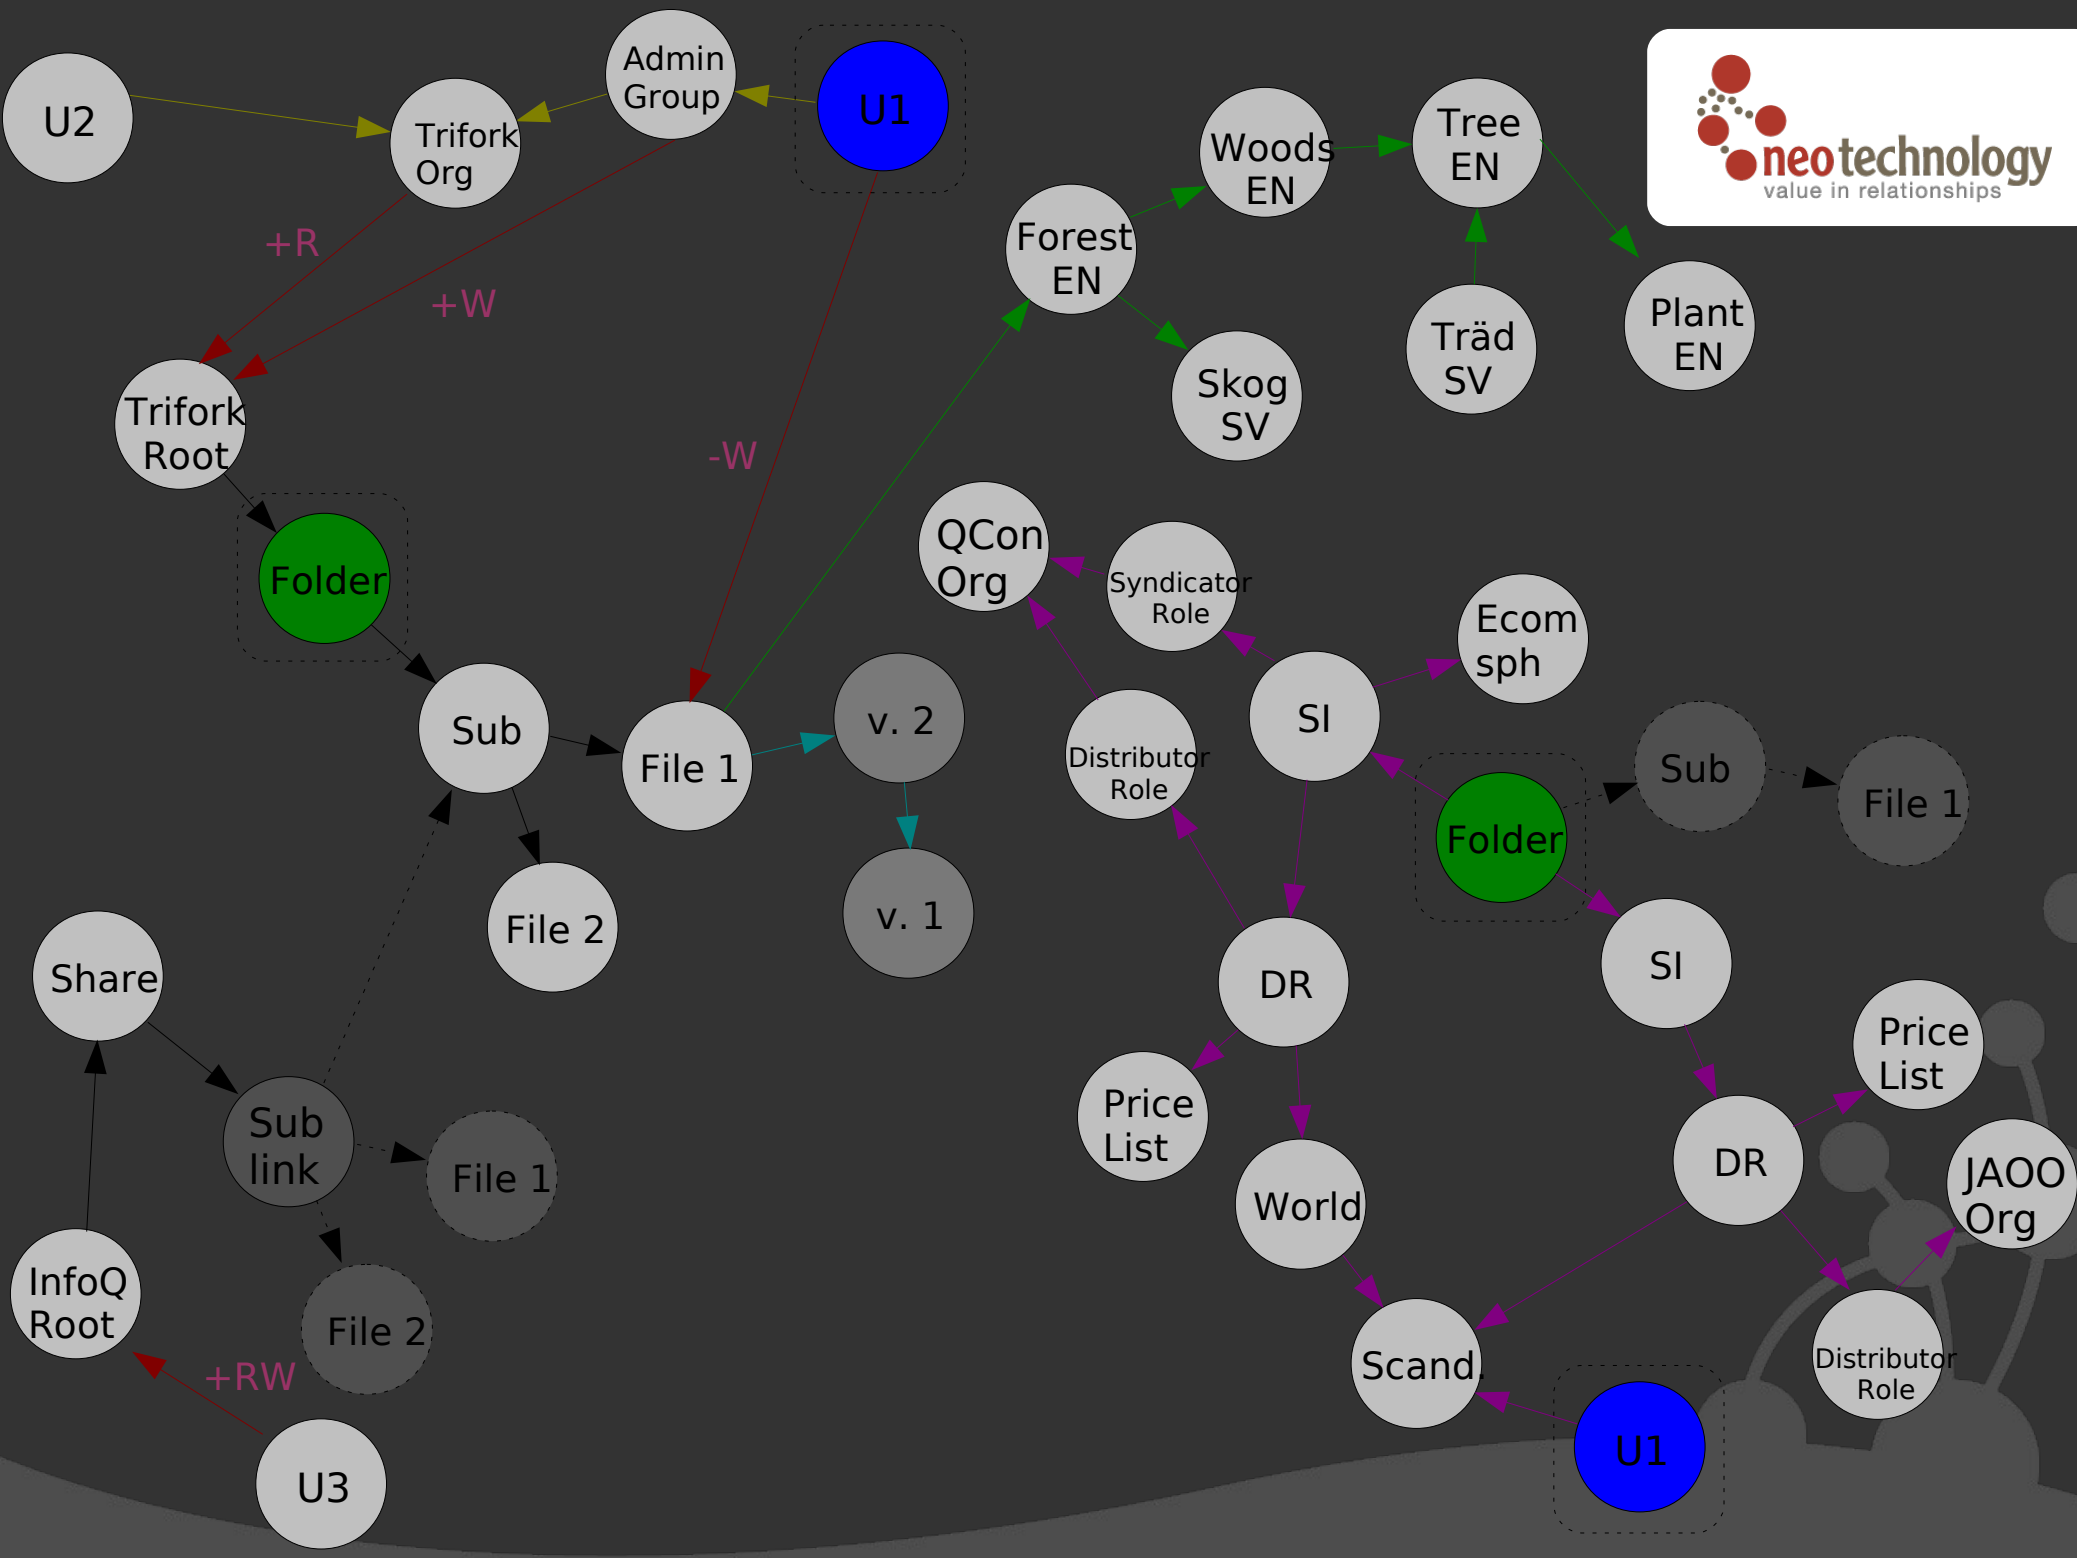 U2
Trifork
Org
Admin
Group
U1
Woods
EN
Tree
EN
neotechnology
value in relationships
+R
+W
Forest
EN
Plant
EN
Träd
SV
Skog
SV
Trifork
Root
-W
QCon
Org
Syndicator
Role
Folder
Ecom
sph
Sub
File 1
v. 2
SI
Distributor
Role
Folder
Sub
File 1
File 2
v. 1
Share
DR
SI
Price
List
Sub
link
File 1
Price
List
World
DR
JAOO
Org
InfoQ
Root
File 2
+RW
Scand.
Distributor
Role
U1
U3